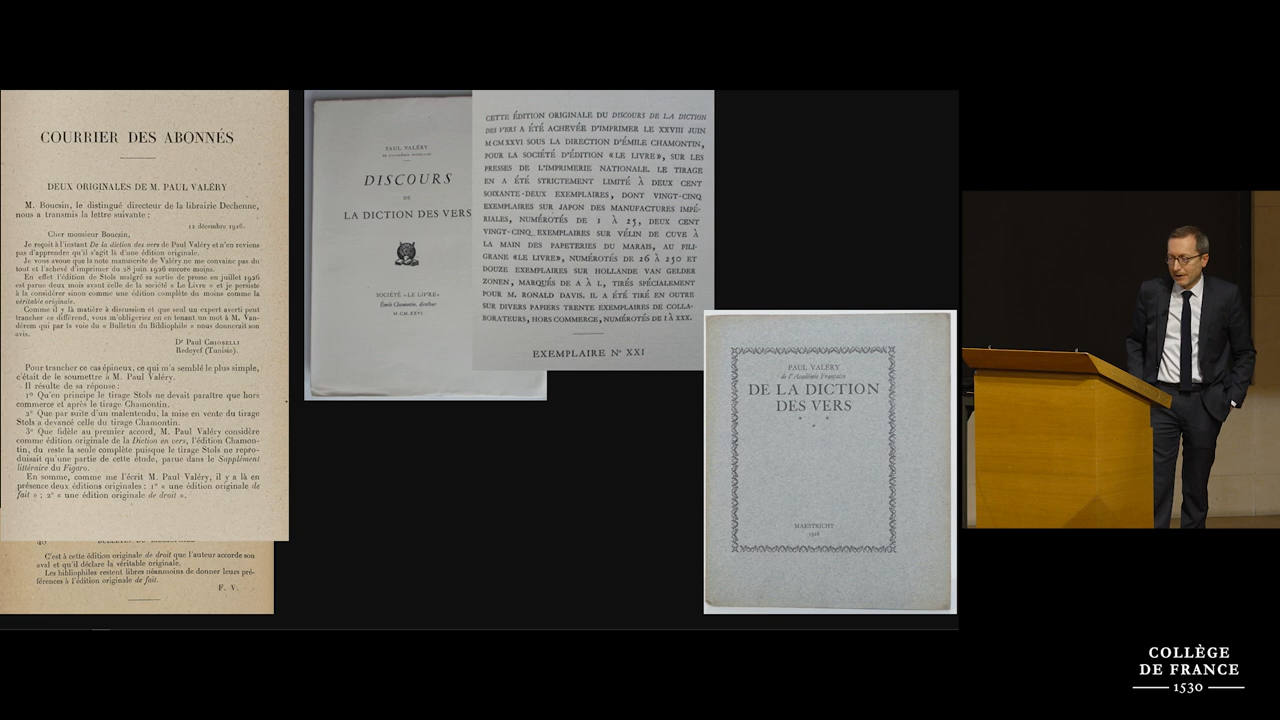 COURRIER DES ABONNÉS
DEUX ORIGINALES DE M. PAUL VALÉRY
M. Boucsin, le distingué directeur de la librairie Dechenne,
nous a transmis la lettre suivante :
12 décembre 1926.
Cher monsieur Boucsin,
Je reçoit à l'instant De la diction des vers de Paul Valéry et n'en reviens
pas d'apprendre qu'il s'agit là d'une édition originale.
Je vous avoue que la note manuscrite de Valéry ne me convainc pas du
tout et l'achevé d'imprimer du 28 juin 1926 encore moins.
En effet l'édition de Stols malgré sa sortie de presse en juillet 1926
est parue deux mois avant celle de la société « Le Livre » et je persiste
à la considérer sinon comme une édition complète du moins comme la
véritable originale.
Comme il y là matière à discussion et que seul un expert averti peut
trancher ce différend, vous m'obligeriez en en tenant un mot à M. Van-
dérem qui par la voie du « Bulletin du Bibliophile » nous donnerait son
avis.
Dr Paul CHIOSELLI
Redeyef (Tunisie).
Pour trancher ce cas épineux, ce qui m'a semblé le plus simple,
c'était de le soumettre à M. Paul Valéry.
Il résulte de sa réponse :
1º Qu'en principe le tirage Stols ne devait paraître que hors
commerce et après le tirage Chamontin.
2º Que par suite d'un malentendu, la mise en vente du tirage
Stols a devancé celle du tirage Chamontin.
3º Que fidèle au premier accord, M. Paul Valéry considère
comme édition originale de la Diction en vers, l'édition Chamon-
tin, du reste la seule complète puisque le tirage Stols ne repro-
duisait qu'une partie de cette étude, parue dans le Supplément
littéraire du Figaro.
En somme, comme me l'écrit M. Paul Valéry, il y a là en
présence deux éditions originales : 1º « une édition originale de
fait » ; 2º « une édition originale de droit ».
C'est à cette édition originale de droit que l'auteur accorde son
aval et qu'il déclare la véritable originale.
Les bibliophiles restent libres néanmoins de donner leurs pré-
férences à l'édition originale de fait.
F. V.
PAUL VALÉRY
DE L'ACADÉMIE FRANÇAISE
DISCOURS
DE
LA DICTION DES VERS
SOCIÉTÉ «LE LIVRE»
Émile Chamontin, directeur
M. CM. XXVI
CETTE ÉDITION ORIGINALE DU DISCOURS DE LA DICTION
DES VERS A ÉTÉ ACHEVÉE D'IMPRIMER LE XXVIII JUIN
MCMXXVI SOUS LA DIRECTION D'ÉMILE CHAMONTIN,
POUR LA SOCIÉTÉ D'ÉDITION «LE LIVRE», SUR LES
PRESSES DE L'IMPRIMERIE NATIONALE. LE TIRAGE
EN A ÉTÉ STRICTEMENT LIMITÉ À DEUX CENT
SOIXANTE-DEUX EXEMPLAIRES, DONT VINGT-CINQ
EXEMPLAIRES SUR JAPON DES MANUFACTURES IMPÉ-
RIALES, NUMÉROTÉS DE 1 À 25, DEUX CENT
VINGT-CINQ EXEMPLAIRES SUR VÉLIN DE CUVE À
LA MAIN DES PAPETERIES DU MARAIS, AU FILI-
GRANE «LE LIVRE», NUMÉROTÉS DE 26 À 250 ET
DOUZE EXEMPLAIRES SUR HOLLANDE VAN GELDER
ZONEN, MARQUÉS DE A À L, TIRÉS SPÉCIALEMENT
POUR M. RONALD DAVIS. IL A ÉTÉ TIRÉ EN OUTRE
SUR DIVERS PAPIERS TRENTE EXEMPLAIRES DE COLLA-
BORATEURS, HORS COMMERCE, NUMÉROTÉS DE I À XXX.
EXEMPLAIRE Nº XXI
PAUL VALÉRY
de l'Académie Française
DE LA DICTION
DES VERS
MAESTRICHT
1926
COLLÈGE
DE FRANCE
1530